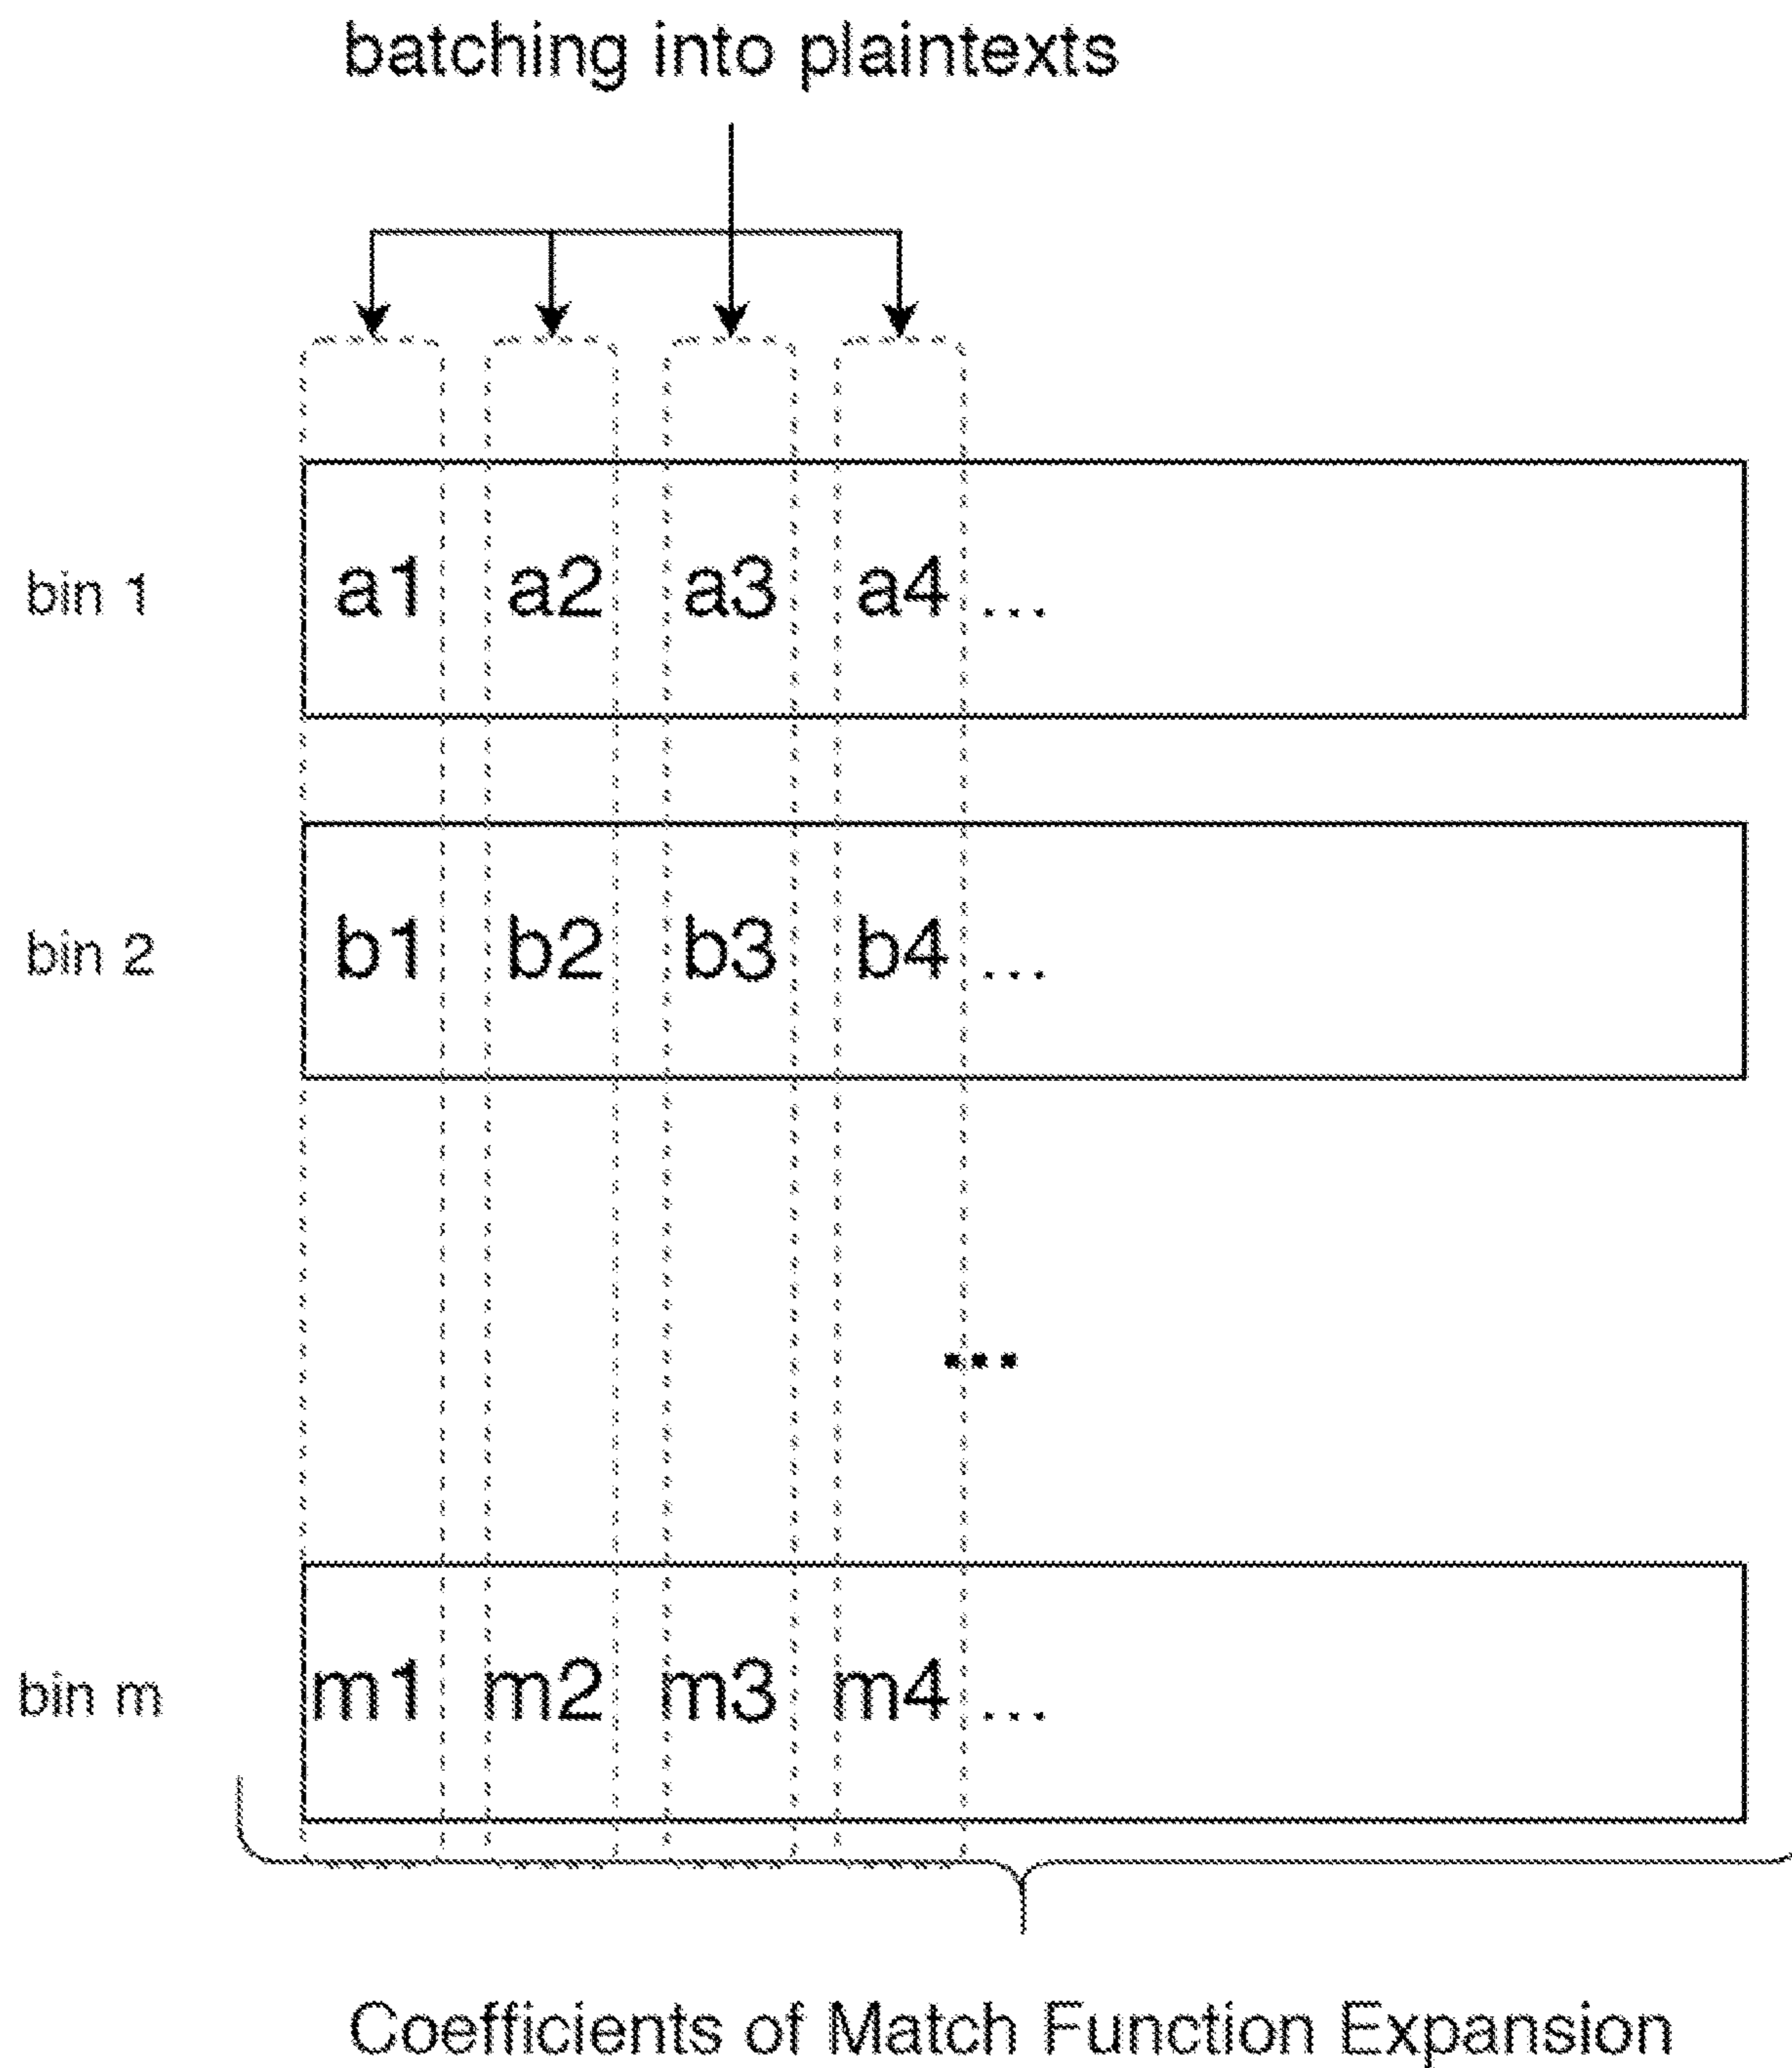 batching into plaintexts
bin 1 a1 a2 a3 a4 ...
bin 2 b1 b2 b3 b4 ...
...
bin m m1 m2 m3 m4 ...
Coefficients of Match Function Expansion